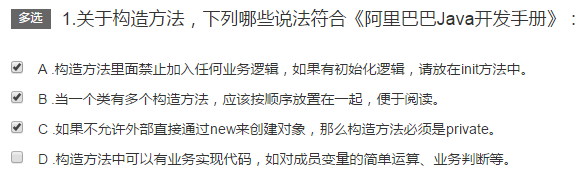 多选 1.关于构造方法，下列哪些说法符合《阿里巴巴Java开发手册》：
A .构造方法里面禁止加入任何业务逻辑，如果有初始化逻辑，请放在init方法中。
B .当一个类有多个构造方法，应该按顺序放置在一起，便于阅读。
C .如果不允许外部直接通过new来创建对象，那么构造方法必须是private。
D .构造方法中可以有业务实现代码，如对成员变量的简单运算、业务判断等。